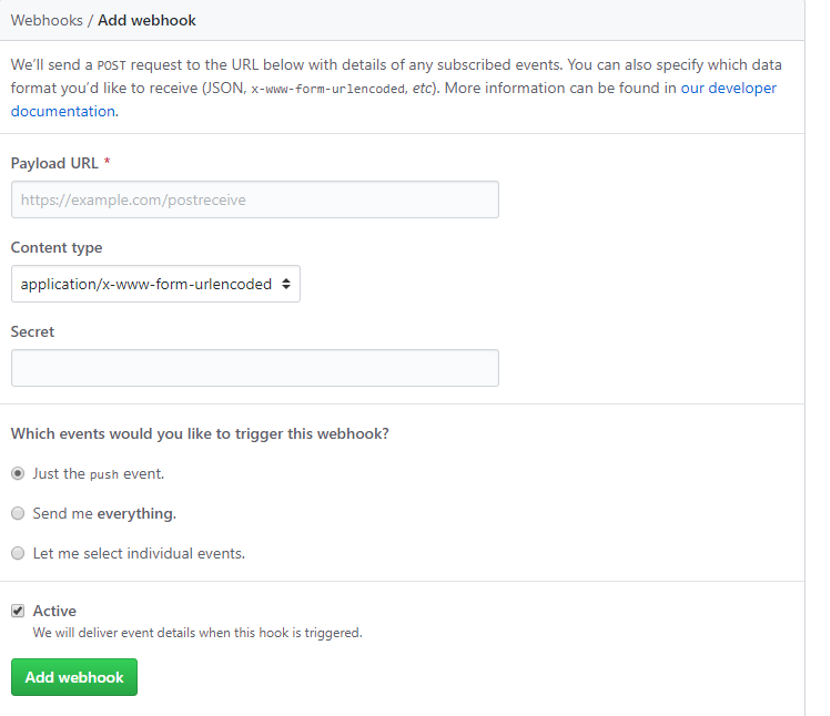 Webhooks / Add webhook
We’ll send a POST request to the URL below with details of any subscribed events. You can also specify which data
format you’d like to receive (JSON, x-www-form-urlencoded, etc). More information can be found in our developer
documentation.
Payload URL *
https://example.com/postreceive
Content type
application/x-www-form-urlencoded
Secret
Which events would you like to trigger this webhook?
Just the push event.
Send me everything.
Let me select individual events.
Active
We will deliver event details when this hook is triggered.
Add webhook